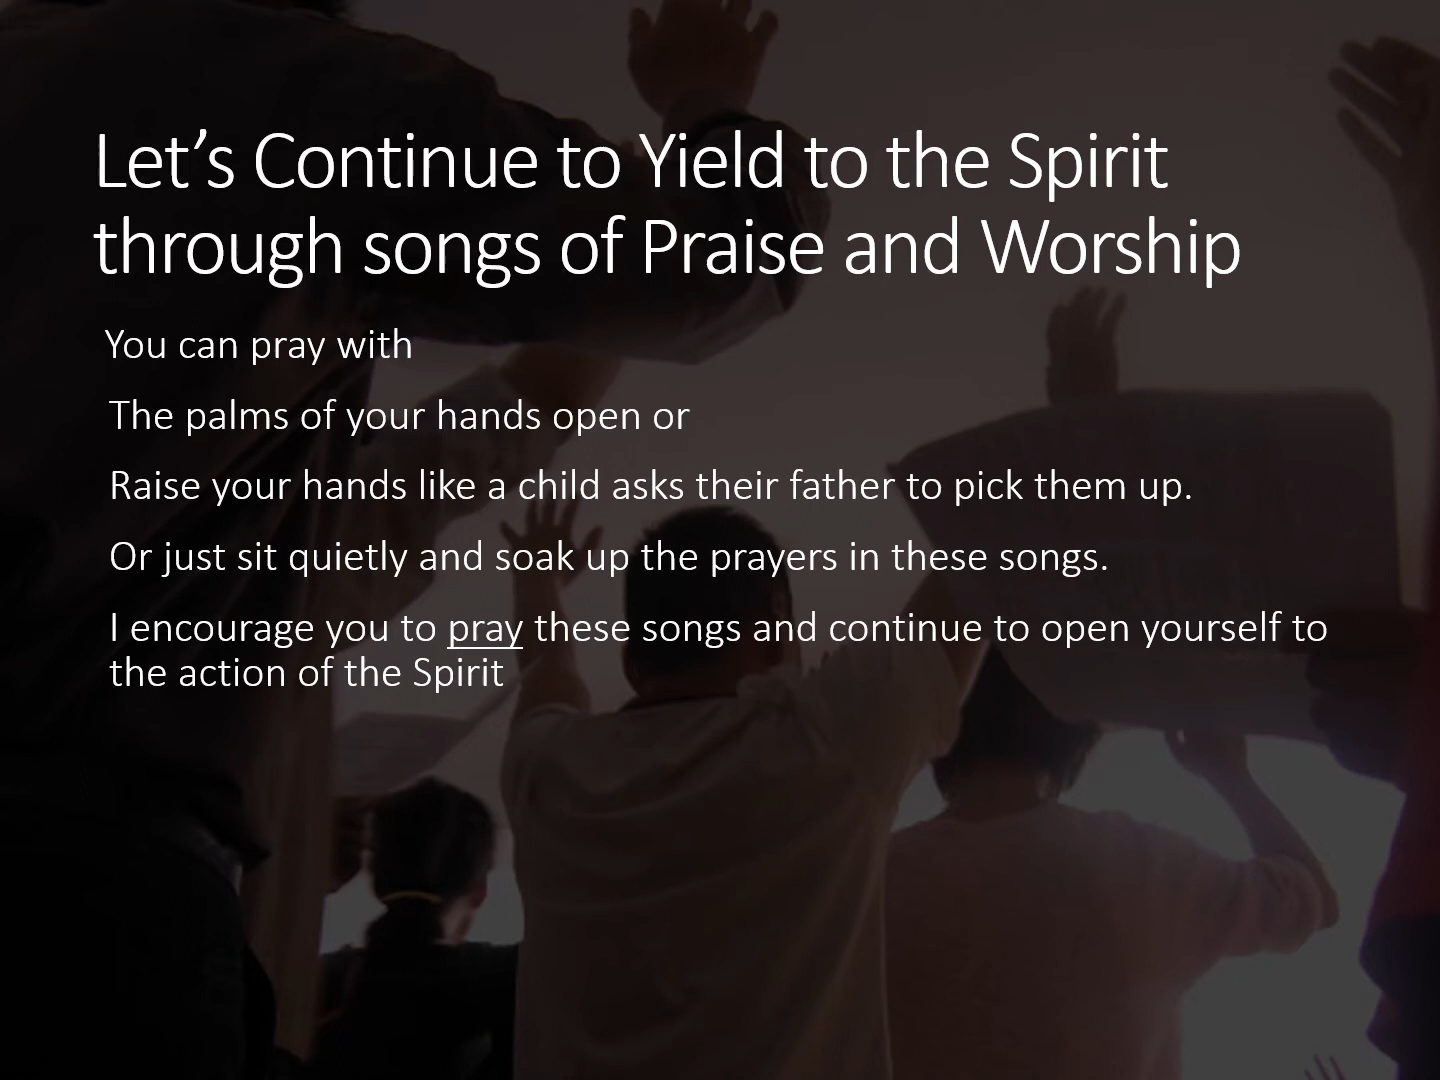 Let’s Continue to Yield to the Spirit
through songs of Praise and Worship
You can pray with
The palms of your hands open or
Raise your hands like a child asks their father to pick them up.
Or just sit quietly and soak up the prayers in these songs.
I encourage you to pray these songs and continue to open yourself to
the action of the Spirit